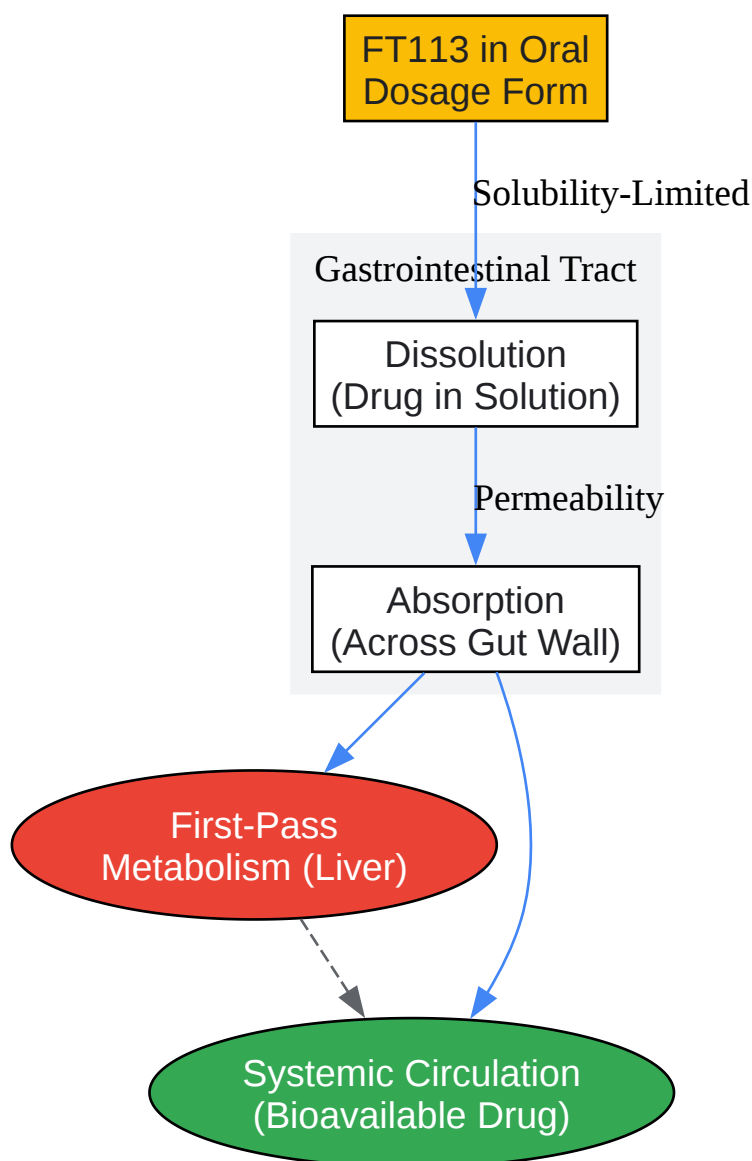 FT113 in Oral
Dosage Form
Solubility-Limited
Gastrointestinal Tract
Dissolution
(Drug in Solution)
Permeability
Absorption
(Across Gut Wall)
First-Pass
Metabolism (Liver)
Systemic Circulation
(Bioavailable Drug)